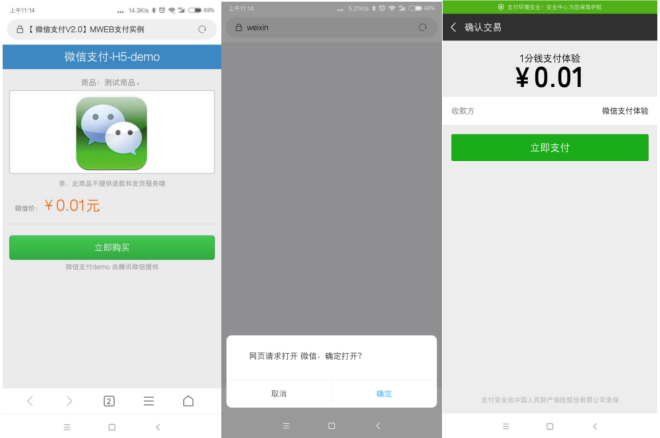 上午11:14
14.3K/s
49%
【 微信支付V2.0】MWEB支付实例
微信支付-H5-demo
商品：测试商品
亲，此商品不提供退款和发货服务哦
微信价：￥0.01元
立即购买
微信支付demo 由腾讯微信提供
2
上午11:14
5.21K/s
49%
weixin
网页请求打开 微信，确定打开？
取消
确定
支付环境安全！安全中心为您保驾护航
确认交易
1分钱支付体验
￥0.01
收款方
微信支付体验
立即支付
支付安全由中国人民财产保险股份有限公司承保